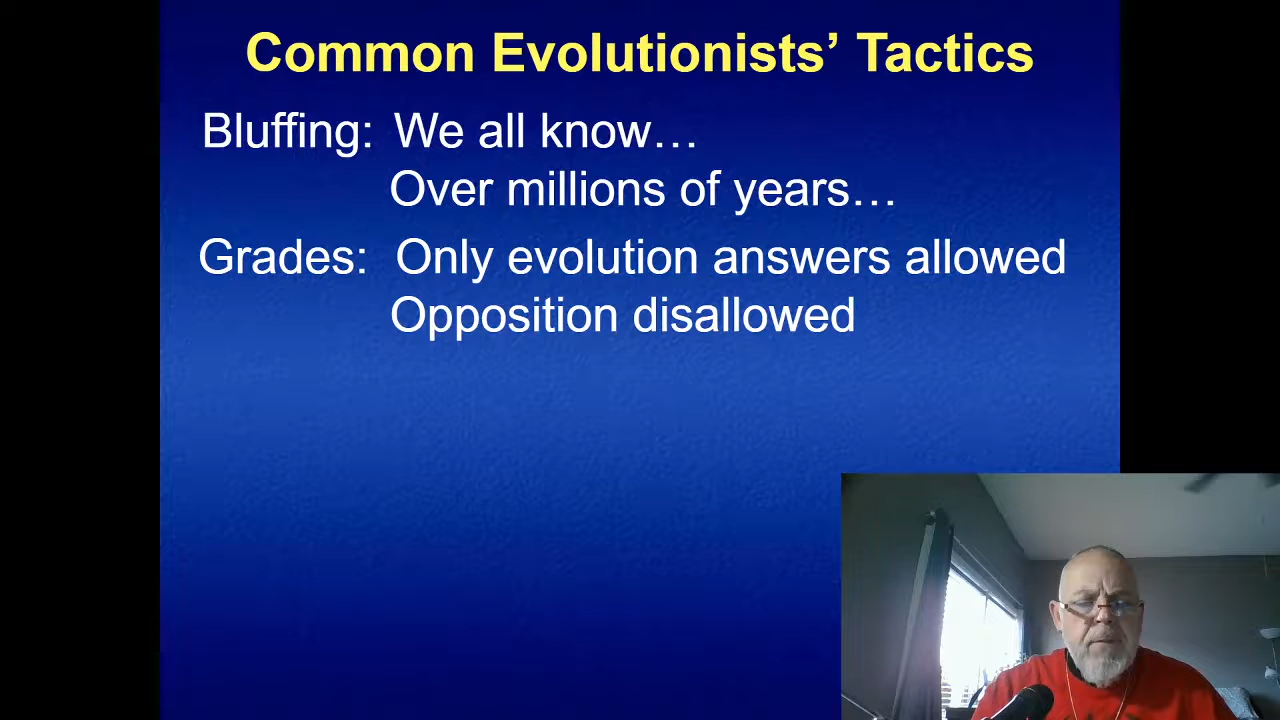 Common Evolutionists’ Tactics
Bluffing: We all know…
Over millions of years…
Grades: Only evolution answers allowed
Opposition disallowed